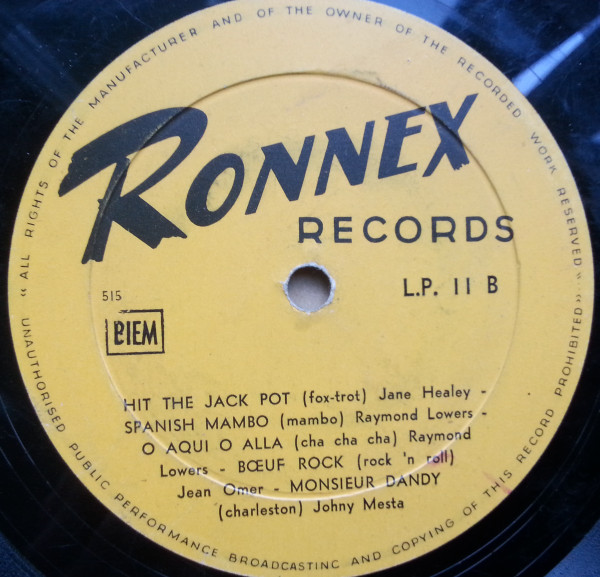 " ALL RIGHTS OF THE MANUFACTURER AND OF THE OWNER OF THE RECORDED WORK RESERVED "
RONNEX
RECORDS
L.P. 11 B
515
BIEM
HIT THE JACK POT (fox-trot) Jane Healey -
SPANISH MAMBO (mambo) Raymond Lowers -
O AQUI O ALLA (cha cha cha) Raymond
Lowers - BŒUF ROCK (rock 'n roll)
Jean Omer - MONSIEUR DANDY
(charleston) Johny Mesta
UNAUTHORISED PUBLIC PERFORMANCE BROADCASTING AND COPYING OF THIS RECORD PROHIBITED "